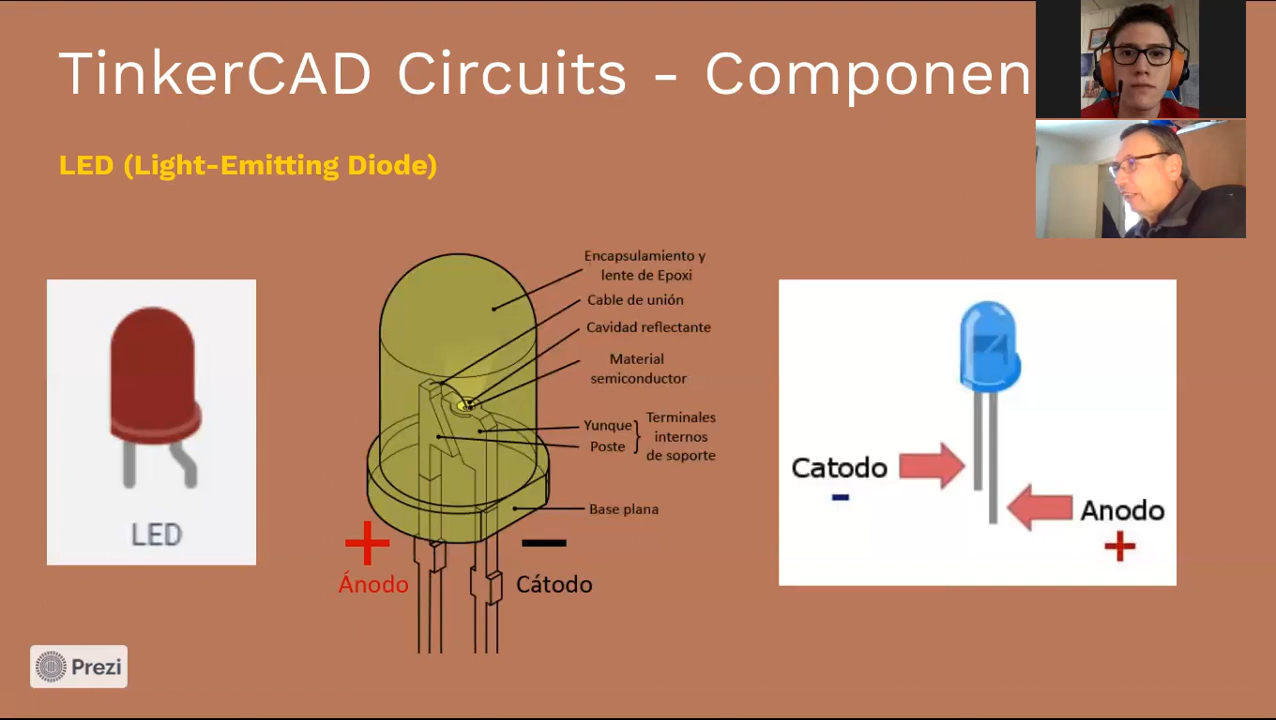 TinkerCAD Circuits - Componen
LED (Light-Emitting Diode)
LED
Encapsulamiento y
lente de Epoxi
Cable de unión
Cavidad reflectante
Material
semiconductor
Yunque
Poste
Terminales
internos
de soporte
Base plana
+
Ánodo
−
Cátodo
Catodo
-
Anodo
+
Prezi